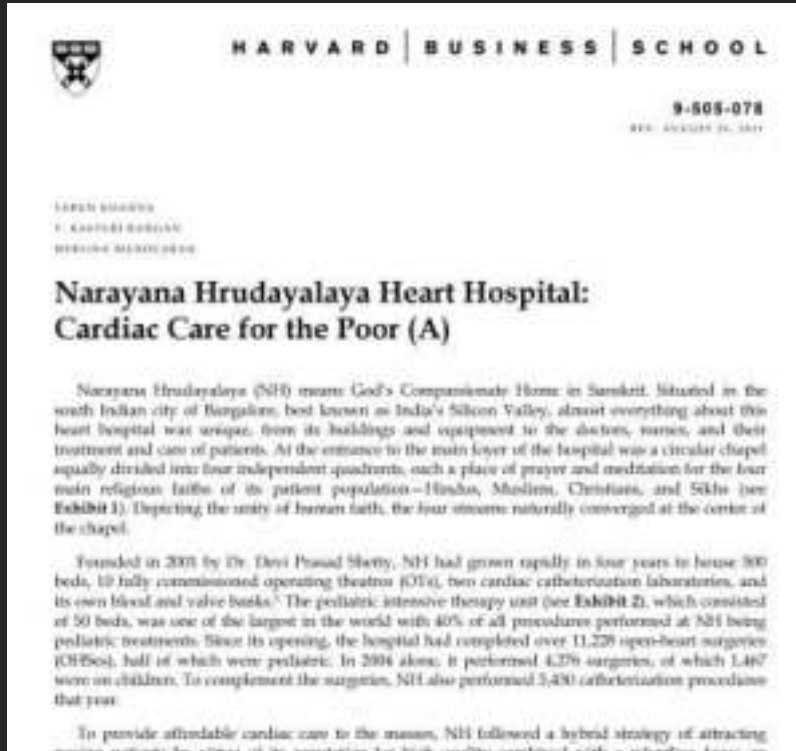 HARVARD | BUSINESS | SCHOOL
9-505-078
REV: AUGUST
TARUN KHANNA
V. KASTURI RANGAN
MERLINA MANOCARAN
Narayana Hrudayalaya Heart Hospital:
Cardiac Care for the Poor (A)
Narayana Hrudayalaya (NH) means God's Compassionate Home in Sanskrit. Situated in the
south Indian city of Bangalore, best known as India's Silicon Valley, almost everything about this
heart hospital was unique, from its buildings and equipment to the doctors, nurses, and their
treatment and care of patients. At the entrance to the main foyer of the hospital was a circular chapel
equally divided into four independent quadrants, each a place of prayer and meditation for the four
main religious faiths of its patient population—Hindus, Muslims, Christians, and Sikhs (see
Exhibit 1). Depicting the unity of human faith, the four streams naturally converged at the center of
the chapel.
Founded in 2001 by Dr. Devi Prasad Shetty, NH had grown rapidly in four years to house 500
beds, 10 fully commissioned operating theatres (OTs), two cardiac catheterization laboratories, and
its own blood and valve banks. The pediatric intensive therapy unit (see Exhibit 2), which consisted
of 50 beds, was one of the largest in the world with 40% of all procedures performed at NH being
pediatric treatments. Since its opening, the hospital had completed over 11,228 open-heart surgeries
(OHSes), half of which were pediatric. In 2004 alone, it performed 4,276 surgeries, of which 1,467
were on children. To complement the surgeries, NH also performed catheterization procedures
that year.
To provide affordable cardiac care to the masses, NH followed a hybrid strategy of attracting